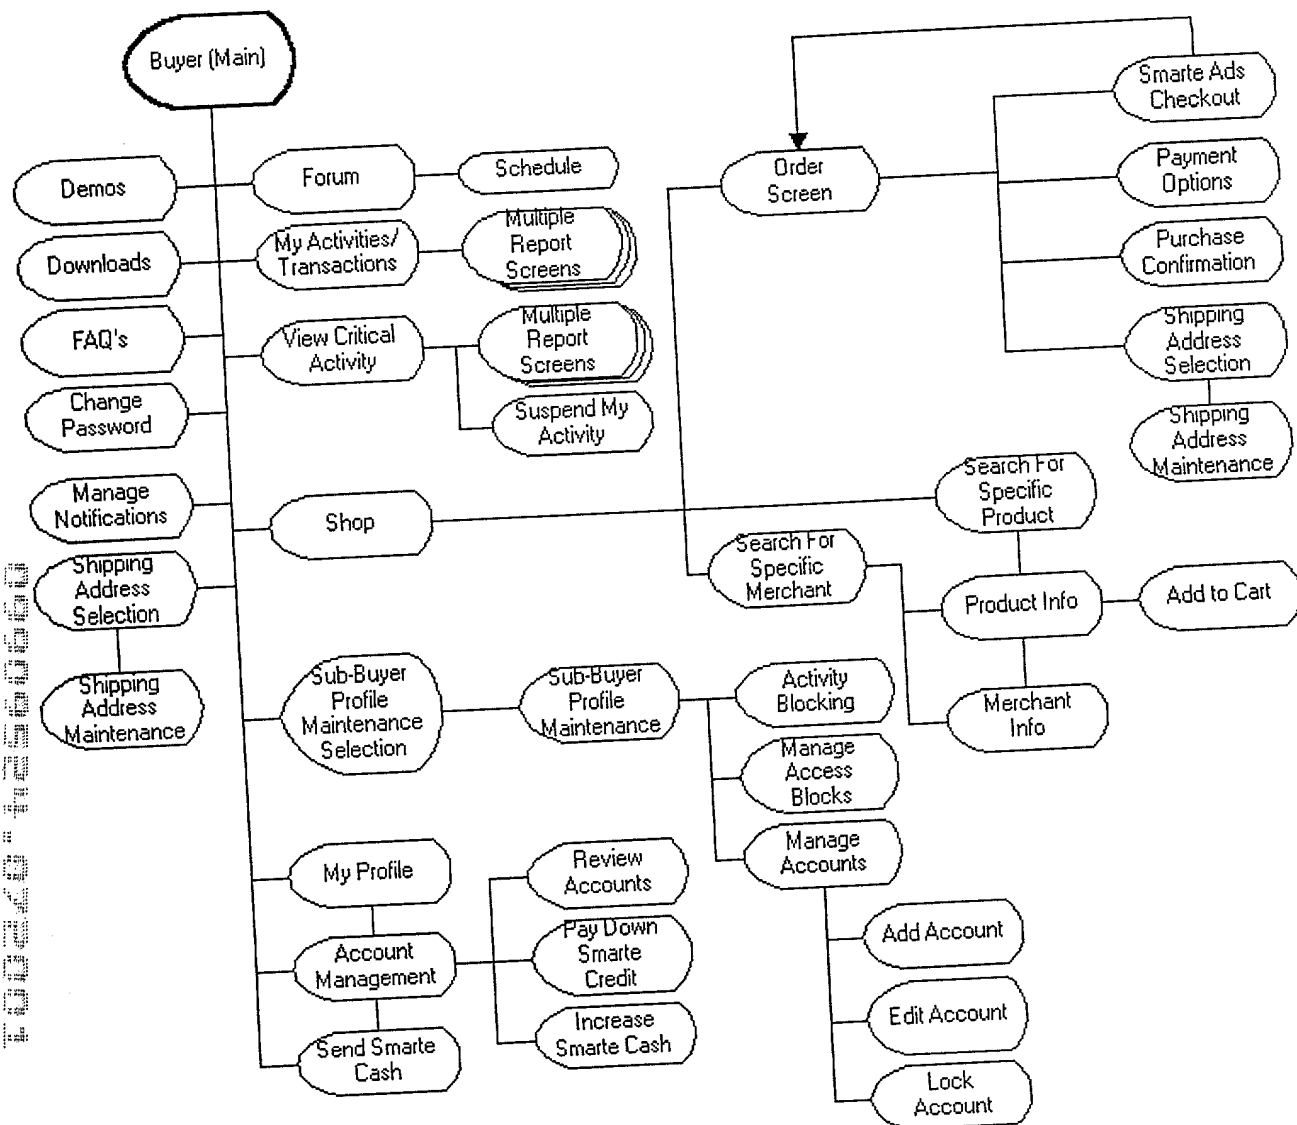 Buyer (Main)
Demos
Downloads
FAQ's
Change
Password
Manage
Notifications
Shipping
Address
Selection
Shipping
Address
Maintenance
Forum
Schedule
My Activities/
Transactions
Multiple
Report
Screens
View Critical
Activity
Multiple
Report
Screens
Suspend My
Activity
Shop
Order
Screen
Smarte Ads
Checkout
Payment
Options
Purchase
Confirmation
Shipping
Address
Selection
Shipping
Address
Maintenance
Search For
Specific
Product
Search For
Specific
Merchant
Product Info
Add to Cart
Merchant
Info
Sub-Buyer
Profile
Maintenance
Selection
Sub-Buyer
Profile
Maintenance
Activity
Blocking
Manage
Access
Blocks
Manage
Accounts
Add Account
Edit Account
Lock
Account
My Profile
Account
Management
Send Smarte
Cash
Review
Accounts
Pay Down
Smarte
Credit
Increase
Smarte Cash